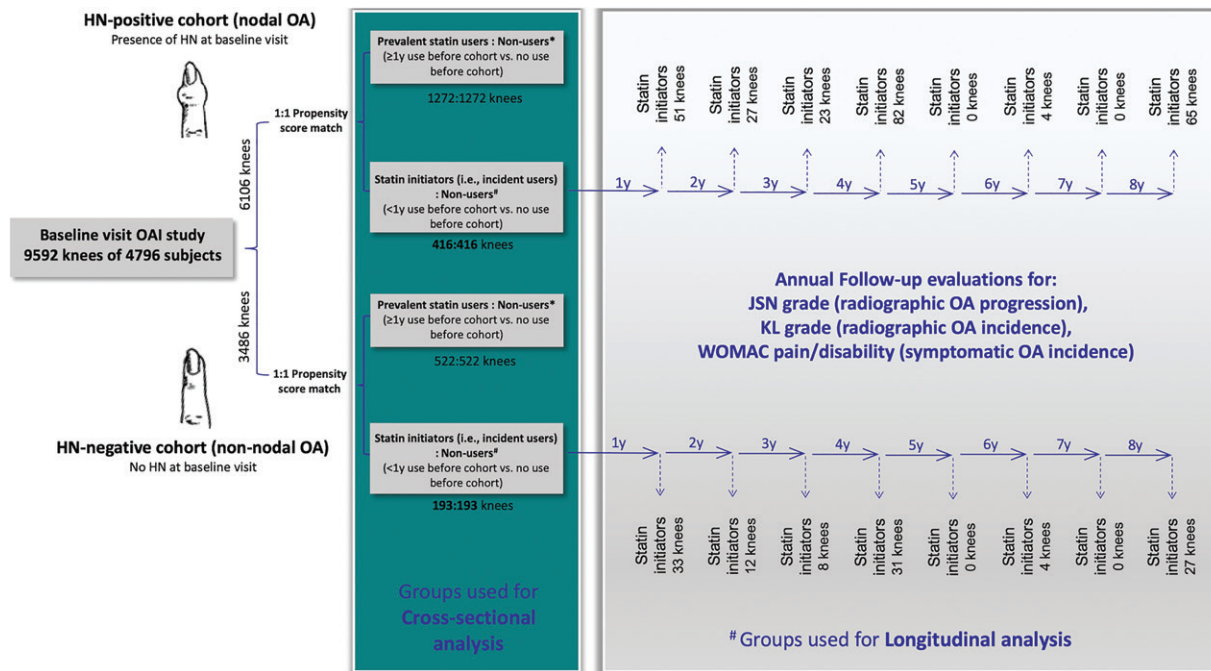 HN-positive cohort (nodal OA)
Presence of HN at baseline visit
6106 knees
1:1 Propensity
score match
Baseline visit OAI study
9592 knees of 4796 subjects
3486 knees
1:1 Propensity
score match
HN-negative cohort (non-nodal OA)
No HN at baseline visit
Prevalent statin users : Non-users*
(≥1y use before cohort vs. no use
before cohort)
1272:1272 knees
Statin initiators (i.e., incident users)
: Non-users#
(<1y use before cohort vs. no use
before cohort)
416:416 knees
Prevalent statin users : Non-users*
(≥1y use before cohort vs. no use
before cohort)
522:522 knees
Statin initiators (i.e., incident users)
: Non-users#
(<1y use before cohort vs. no use
before cohort)
193:193 knees
Groups used for
Cross-sectional
analysis
Statin
initiators
51 knees
Statin
initiators
27 knees
Statin
initiators
23 knees
Statin
initiators
82 knees
Statin
initiators
0 knees
Statin
initiators
4 knees
Statin
initiators
0 knees
Statin
initiators
65 knees
1y
2y
3y
4y
5y
6y
7y
8y
Annual Follow-up evaluations for:
JSN grade (radiographic OA progression),
KL grade (radiographic OA incidence),
WOMAC pain/disability (symptomatic OA incidence)
1y
2y
3y
4y
5y
6y
7y
8y
Statin
initiators
33 knees
Statin
initiators
12 knees
Statin
initiators
8 knees
Statin
initiators
31 knees
Statin
initiators
0 knees
Statin
initiators
4 knees
Statin
initiators
0 knees
Statin
initiators
27 knees
# Groups used for Longitudinal analysis